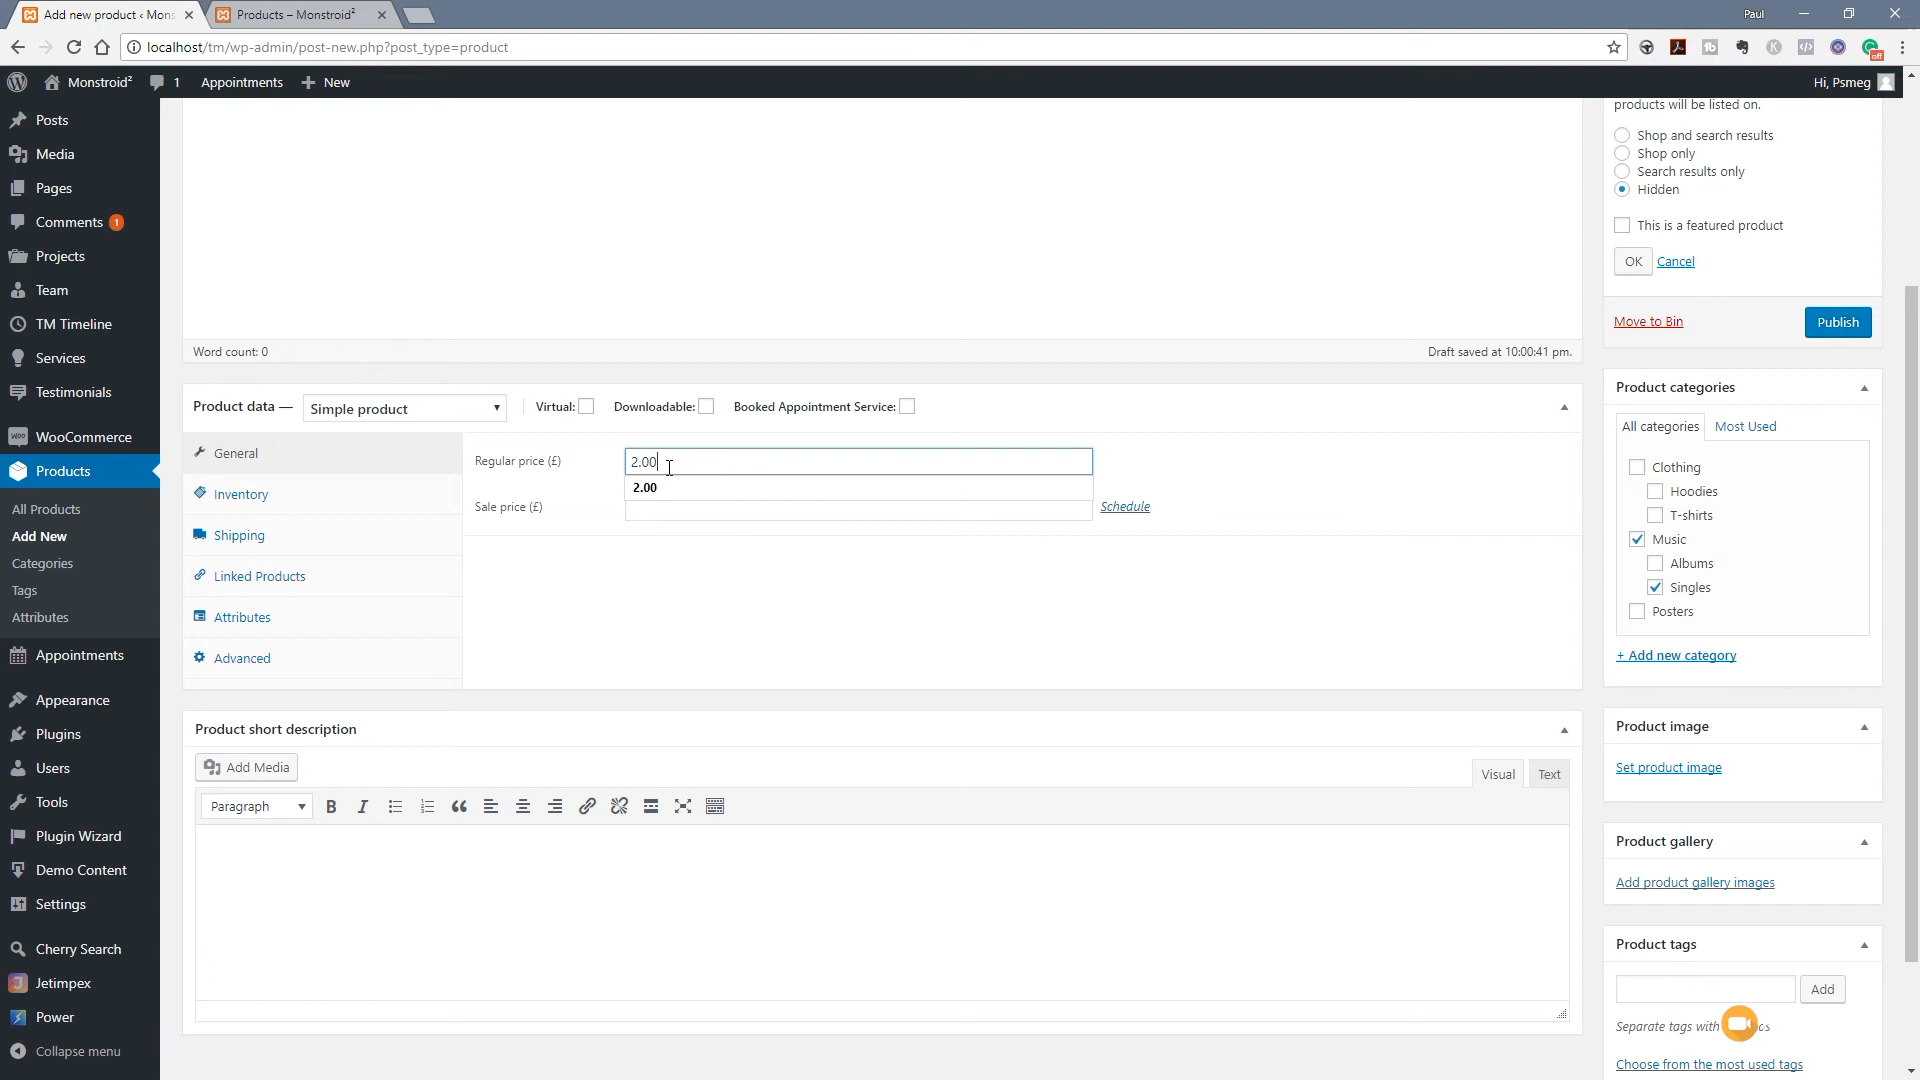 Add new product ‹ Mons
Products – Monstroid²
Paul
localhost/tm/wp-admin/post-new.php?post_type=product
off
Monstroid²
1
Appointments
New
Hi, Psmeg
Posts
Media
Pages
Comments 1
Projects
Team
TM Timeline
Services
Testimonials
WooCommerce
Products
All Products
Add New
Categories
Tags
Attributes
Appointments
Appearance
Plugins
Users
Tools
Plugin Wizard
Demo Content
Settings
Cherry Search
Jetimpex
Power
Collapse menu
Word count: 0
Draft saved at 10:00:41 pm.
Product data —
Simple product
Virtual:
Downloadable:
Booked Appointment Service:
General
Inventory
Shipping
Linked Products
Attributes
Advanced
Regular price (£)
2.00
2.00
Sale price (£)
Schedule
Product short description
Add Media
Visual
Text
Paragraph
products will be listed on.
Shop and search results
Shop only
Search results only
Hidden
This is a featured product
OK
Cancel
Move to Bin
Publish
Product categories
All categories
Most Used
Clothing
Hoodies
T-shirts
Music
Albums
Singles
Posters
+ Add new category
Product image
Set product image
Product gallery
Add product gallery images
Product tags
Add
Separate tags with
Choose from the most used tags